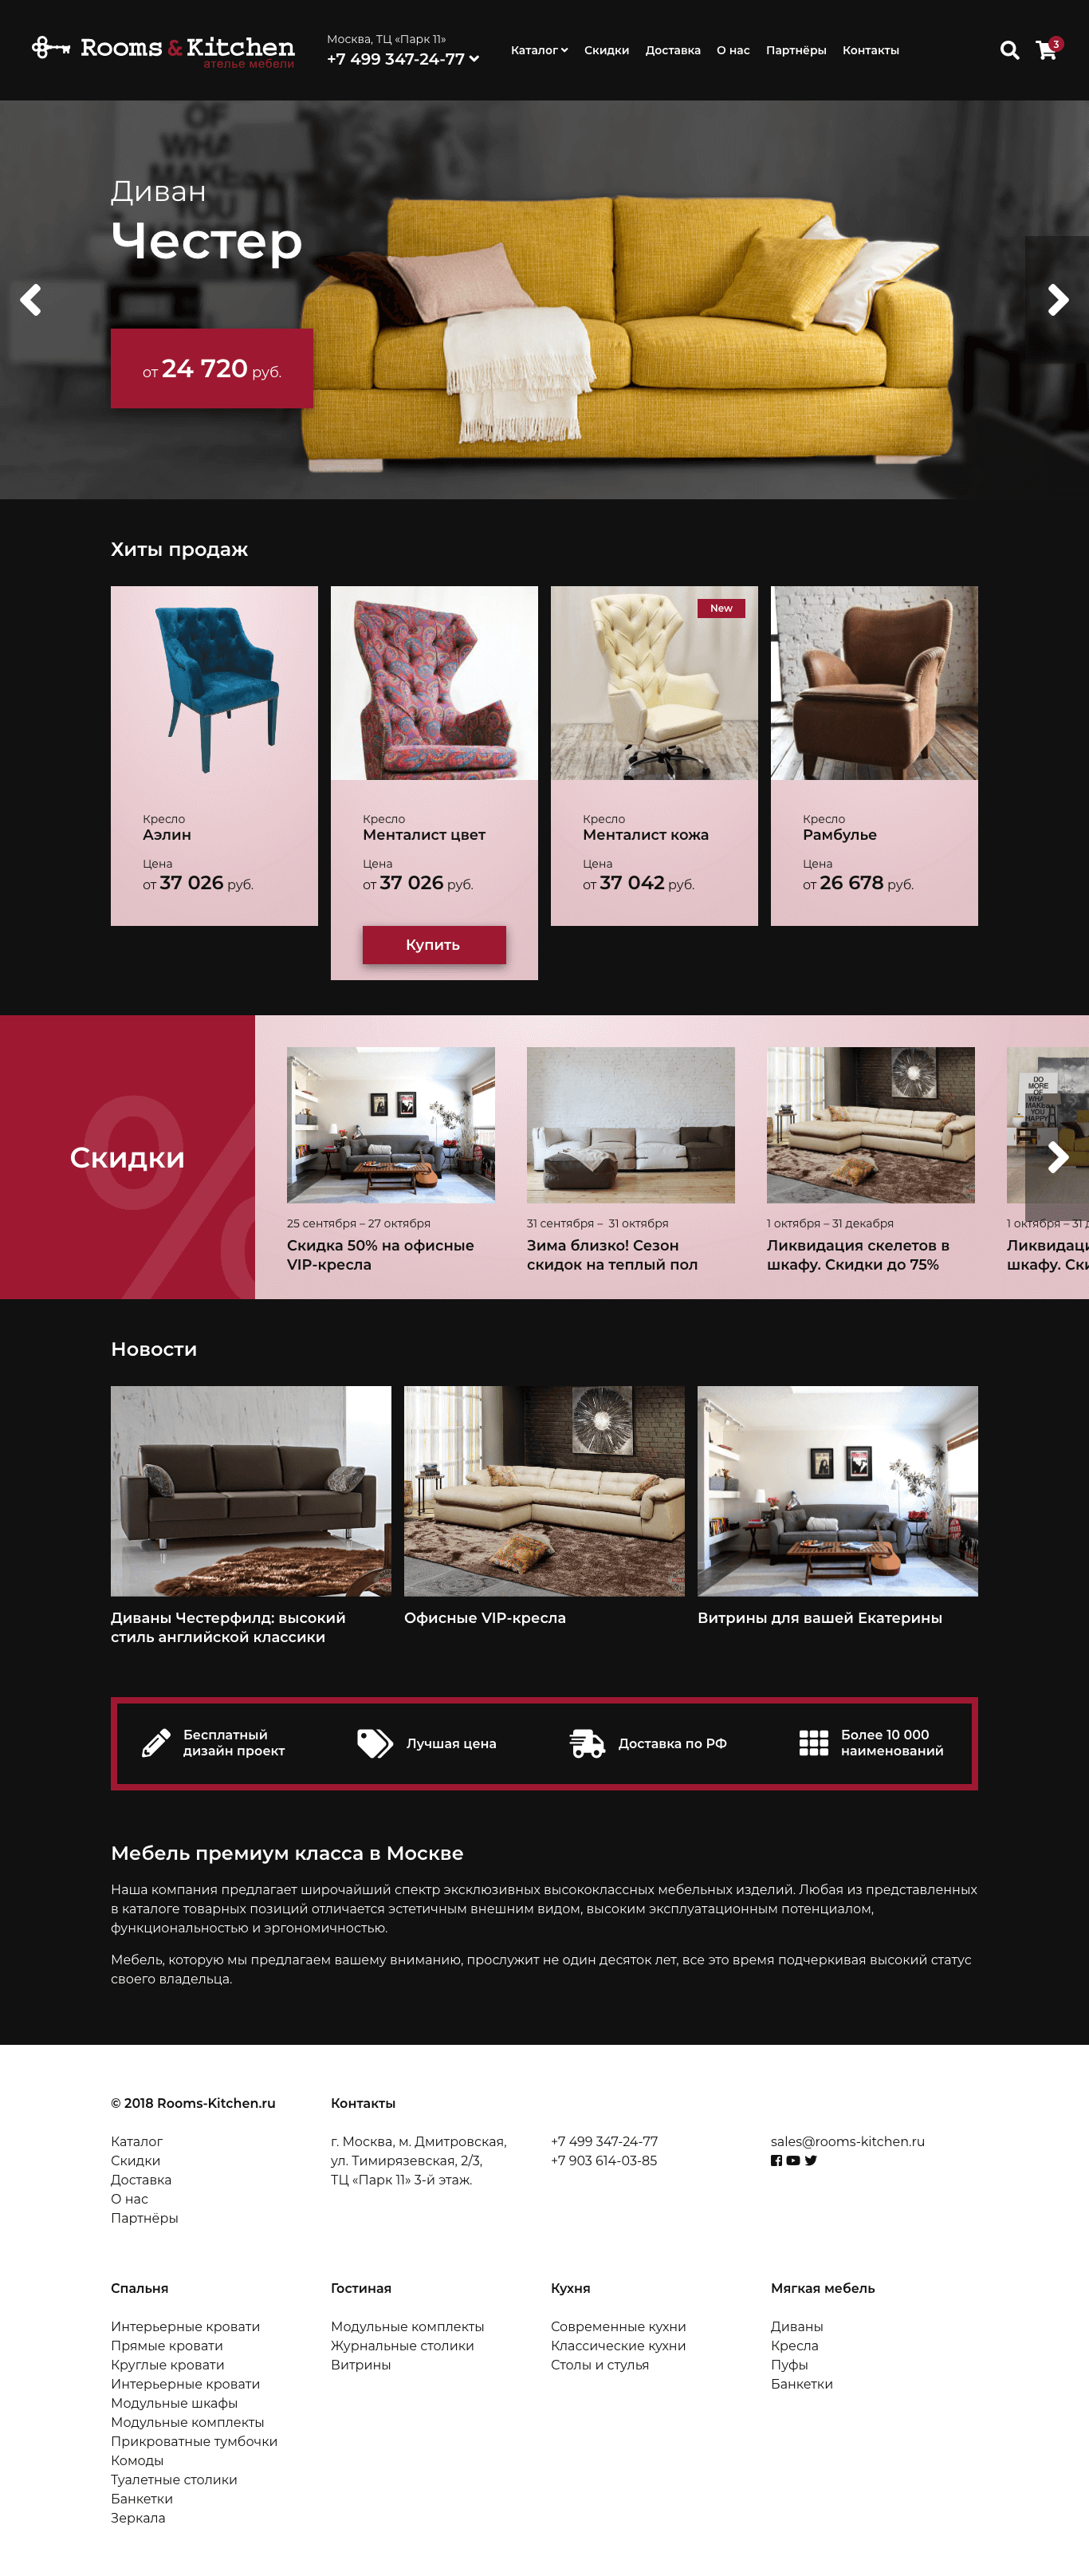 Rooms & Kitchen
ателье мебели
Москва, ТЦ «Парк 11»
+7 499 347-24-77
Каталог
Скидки
Доставка
О нас
Партнёры
Контакты
3
Диван
Честер
от 24 720 руб.
Хиты продаж
New
Кресло
Аэлин
Цена
от 37 026 руб.
Кресло
Менталист цвет
Цена
от 37 026 руб.
Купить
Кресло
Менталист кожа
Цена
от 37 042 руб.
Кресло
Рамбулье
Цена
от 26 678 руб.
%
Скидки
25 сентября – 27 октября
Скидка 50% на офисные
VIP-кресла
31 сентября – 31 октября
Зима близко! Сезон
скидок на теплый пол
1 октября – 31 декабря
Ликвидация скелетов в
шкафу. Скидки до 75%
DO
MORE
OF
WHA
MAKE
YOU
HAPPY
1 октября – 31 д
Ликвидаци
шкафу. Ски
Новости
Диваны Честерфилд: высокий
стиль английской классики
Офисные VIP-кресла
Витрины для вашей Екатерины
Бесплатный
дизайн проект
Лучшая цена
Доставка по РФ
Более 10 000
наименований
Мебель премиум класса в Москве
Наша компания предлагает широчайший спектр эксклюзивных высококлассных мебельных изделий. Любая из представленных
в каталоге товарных позиций отличается эстетичным внешним видом, высоким эксплуатационным потенциалом,
функциональностью и эргономичностью.
Мебель, которую мы предлагаем вашему вниманию, прослужит не один десяток лет, все это время подчеркивая высокий статус
своего владельца.
© 2018 Rooms-Kitchen.ru
Каталог
Скидки
Доставка
О нас
Партнёры
Контакты
г. Москва, м. Дмитровская,
ул. Тимирязевская, 2/3,
ТЦ «Парк 11» 3-й этаж.
+7 499 347-24-77
+7 903 614-03-85
sales@rooms-kitchen.ru
Спальня
Интерьерные кровати
Прямые кровати
Круглые кровати
Интерьерные кровати
Модульные шкафы
Модульные комплекты
Прикроватные тумбочки
Комоды
Туалетные столики
Банкетки
Зеркала
Гостиная
Модульные комплекты
Журнальные столики
Витрины
Кухня
Современные кухни
Классические кухни
Столы и стулья
Мягкая мебель
Диваны
Кресла
Пуфы
Банкетки